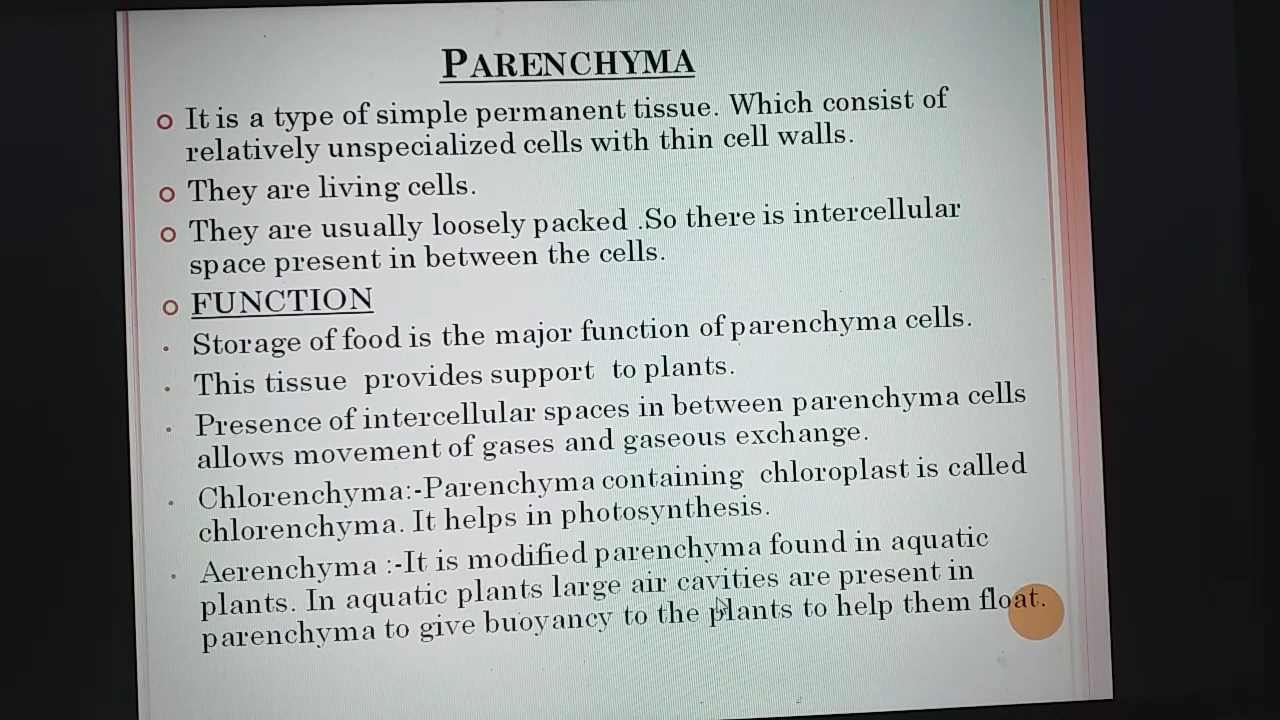 PARENCHYMA
It is a type of simple permanent tissue. Which consist of
relatively unspecialized cells with thin cell walls.
They are living cells.
They are usually loosely packed .So there is intercellular
space present in between the cells.
FUNCTION
Storage of food is the major function of parenchyma cells.
This tissue provides support to plants.
Presence of intercellular spaces in between parenchyma cells
allows movement of gases and gaseous exchange.
Chlorenchyma:-Parenchyma containing chloroplast is called
chlorenchyma. It helps in photosynthesis.
Aerenchyma :-It is modified parenchyma found in aquatic
plants. In aquatic plants large air cavities are present in
parenchyma to give buoyancy to the plants to help them float.